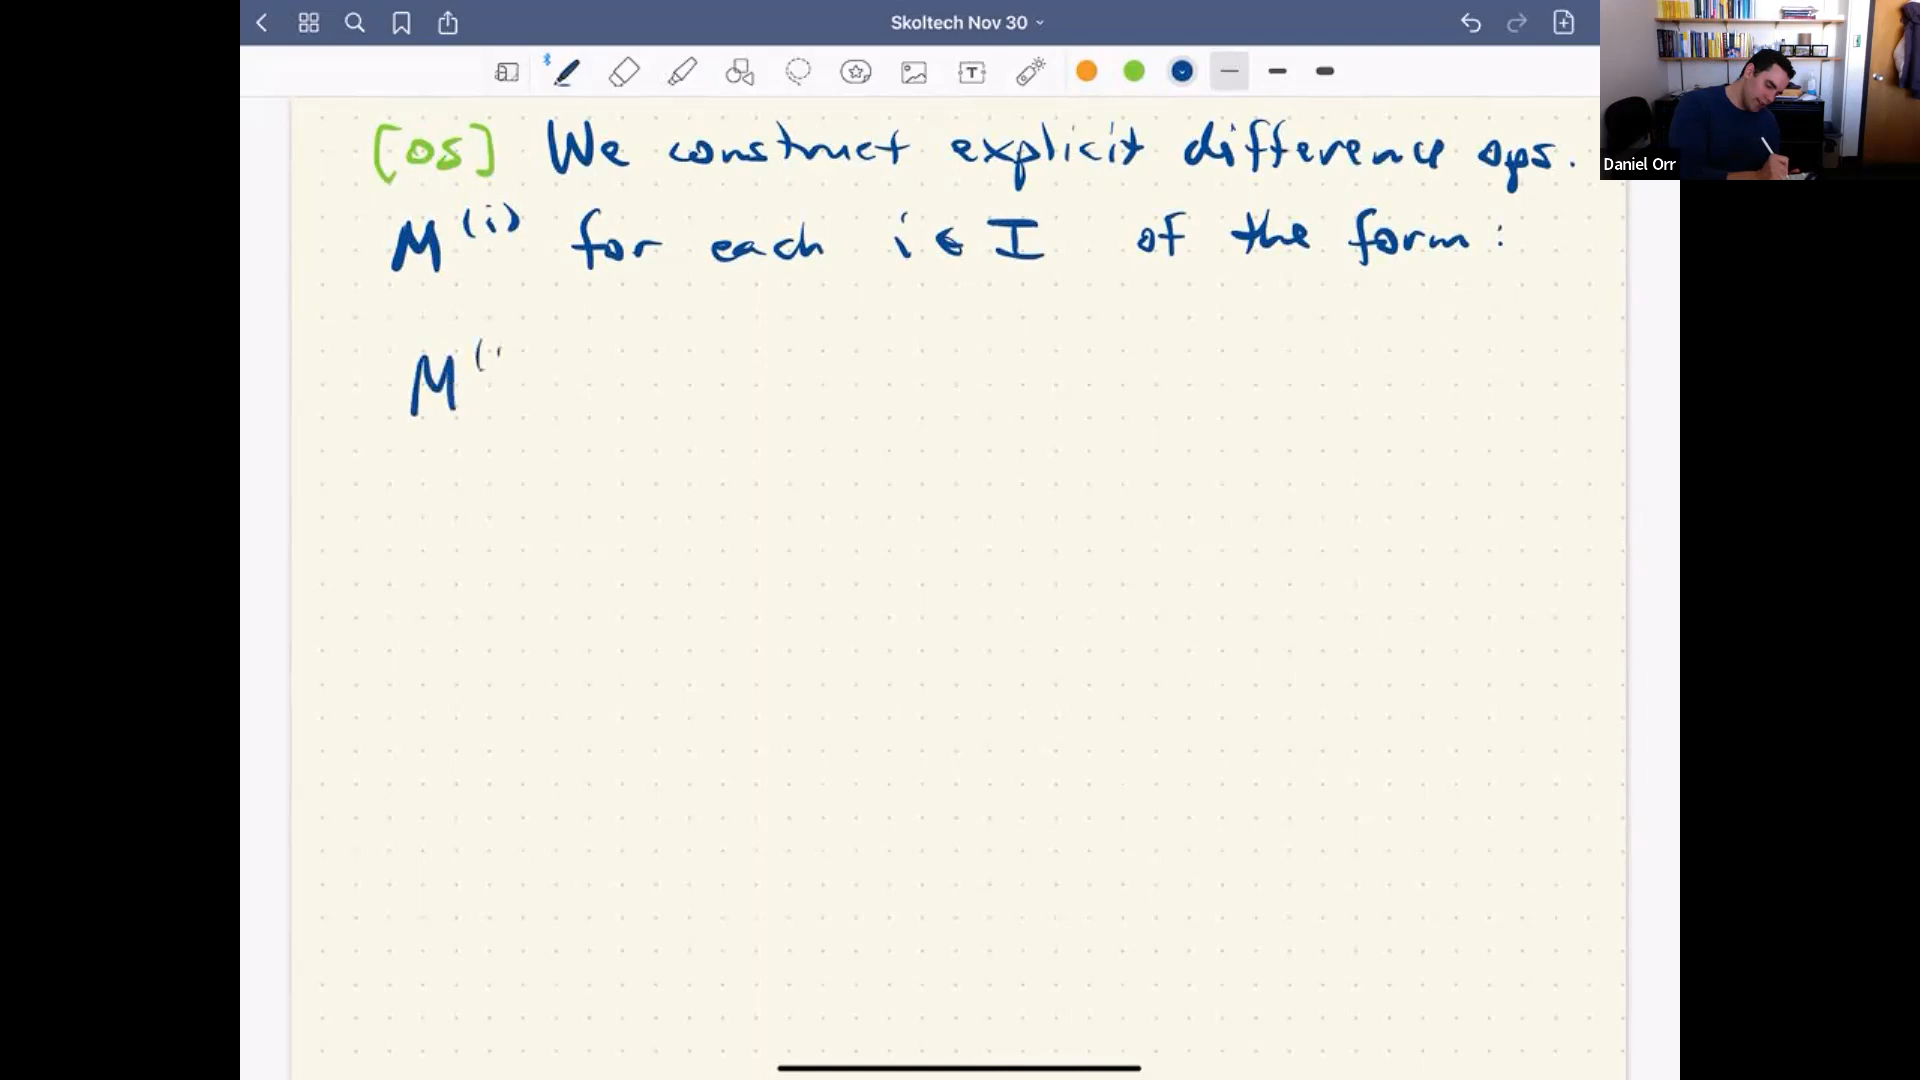 Skoltech Nov 30
[OS] We construct explicit difference ops.
M^(i) for each i ∈ I of the form:
M^(
T
Daniel Orr